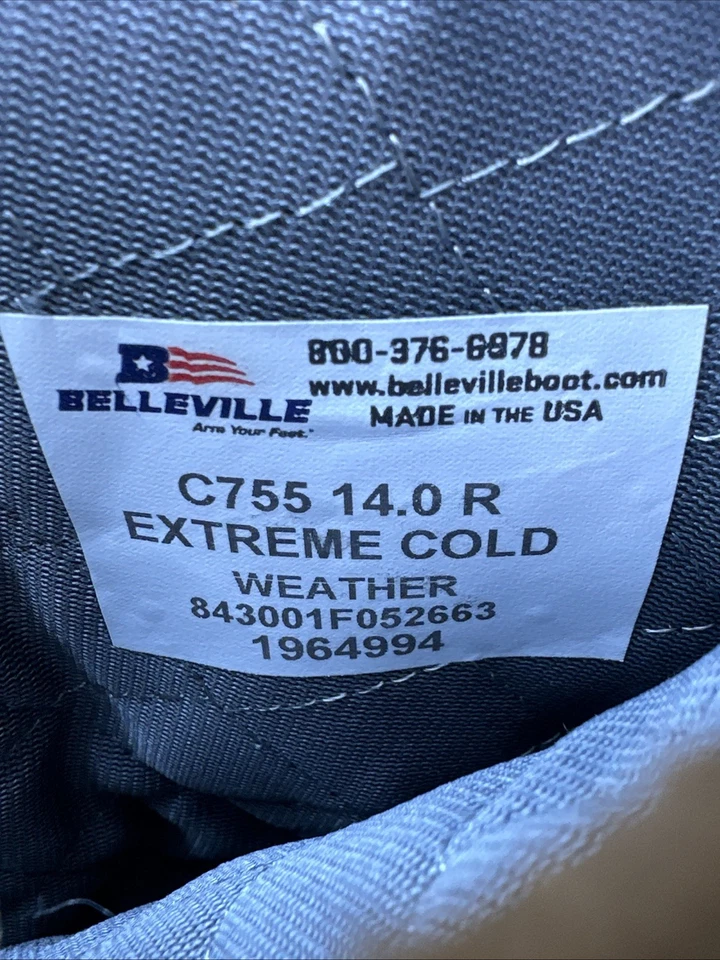 B
BELLEVILLE
Arm Your Feet.
800-376-6978
www.bellevilleboot.com
MADE IN THE USA
C755 14.0 R
EXTREME COLD
WEATHER
843001F052663
1964994